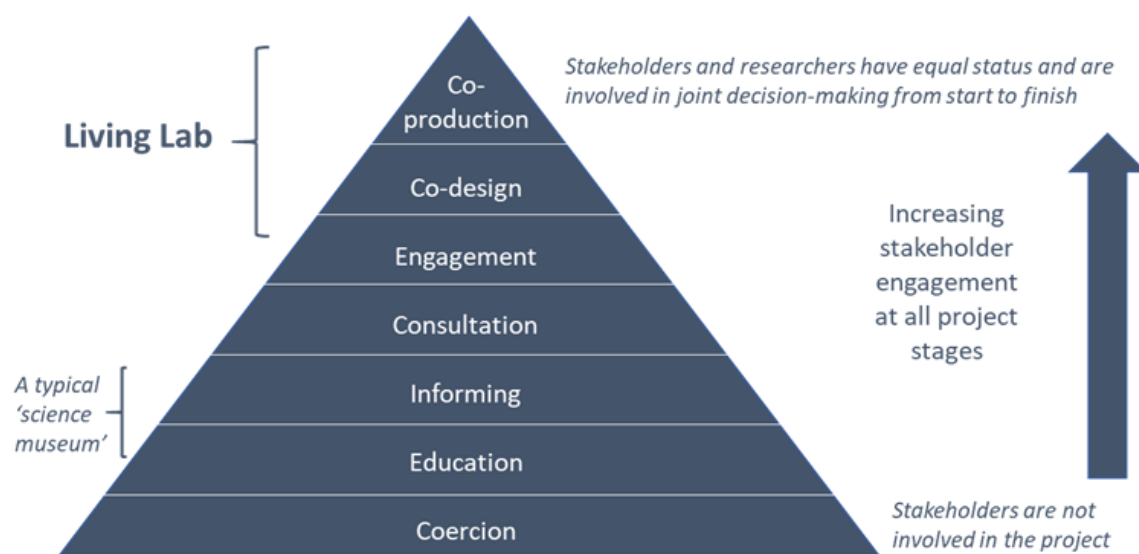 Stakeholders and researchers have equal status and are
involved in joint decision-making from start to finish
Living Lab
Co-
production
Co-design
Engagement
Consultation
Informing
Education
Coercion
A typical
‘science
museum’
Increasing
stakeholder
engagement
at all project
stages
Stakeholders are not
involved in the project